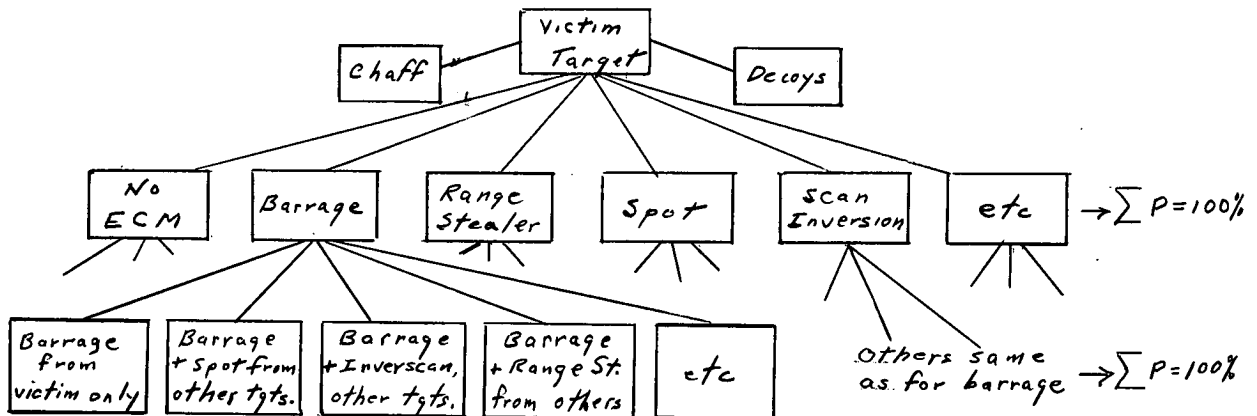 Victim
Target
Chaff
Decoys
No
ECM
Barrage
Range
Stealer
Spot
Scan
Inversion
etc
→ ∑ P = 100%
Barrage
from
victim only
Barrage
+ Spot from
other tgts.
Barrage
+ Inverscan,
other tgts.
Barrage
+ Range St.
from others
etc
others same
as for barrage → ∑ P = 100%